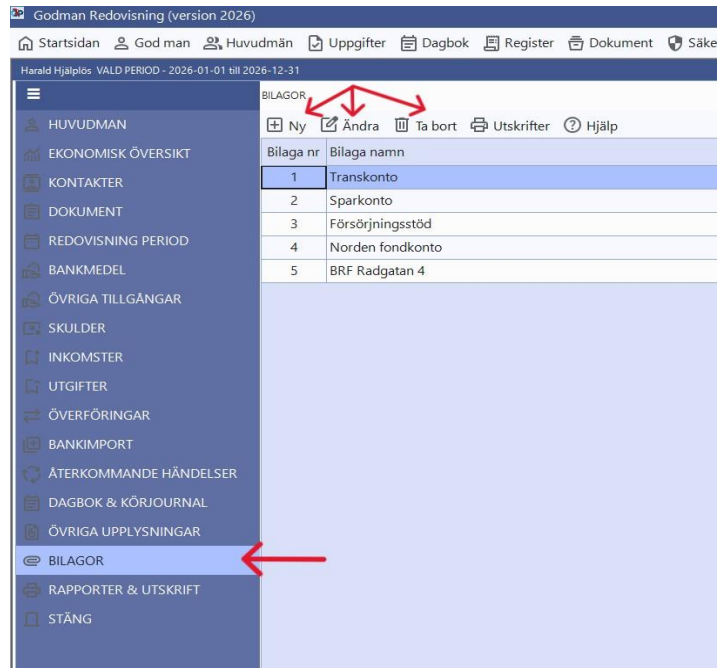 Godman Redovisning (version 2026)
Startsidan God man Huvudmän Uppgifter Dagbok Register Dokument Säke
Harald Hjälplös VALD PERIOD - 2026-01-01 till 2026-12-31
HUVUDMAN
EKONOMISK ÖVERSIKT
KONTAKTER
DOKUMENT
REDOVISNING PERIOD
BANKMEDEL
ÖVRIGA TILLGÅNGAR
SKULDER
INKOMSTER
UTGIFTER
ÖVERFÖRINGAR
BANKIMPORT
ÅTERKOMMANDE HÄNDELSER
DAGBOK & KÖRJOURNAL
ÖVRIGA UPPLYSNINGAR
BILAGOR
RAPPORTER & UTSKRIFT
STÄNG
BILAGOR
Ny Ändra Ta bort Utskrifter Hjälp
Bilaga nr Bilaga namn
1 Transkonto
2 Sparkonto
3 Försörjningsstöd
4 Norden fondkonto
5 BRF Radgatan 4